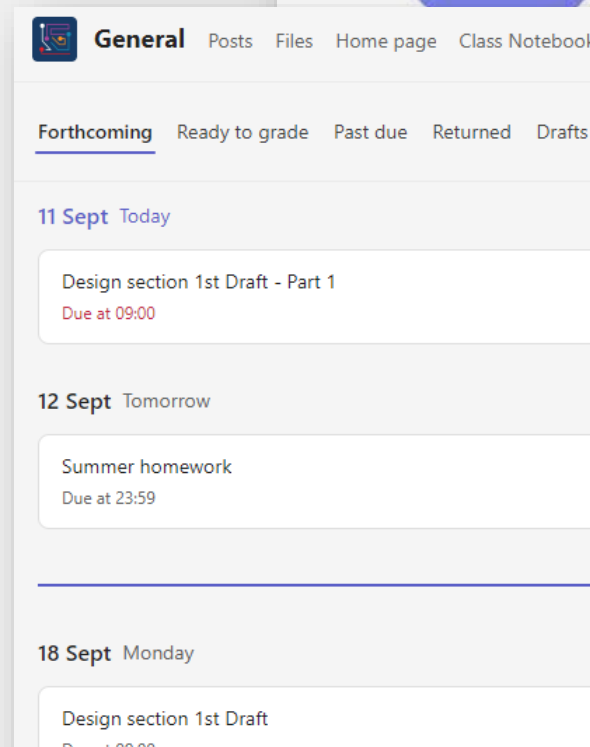 General Posts Files Home page Class Notebook
Forthcoming Ready to grade Past due Returned Drafts
11 Sept Today
Design section 1st Draft - Part 1
Due at 09:00
12 Sept Tomorrow
Summer homework
Due at 23:59
18 Sept Monday
Design section 1st Draft